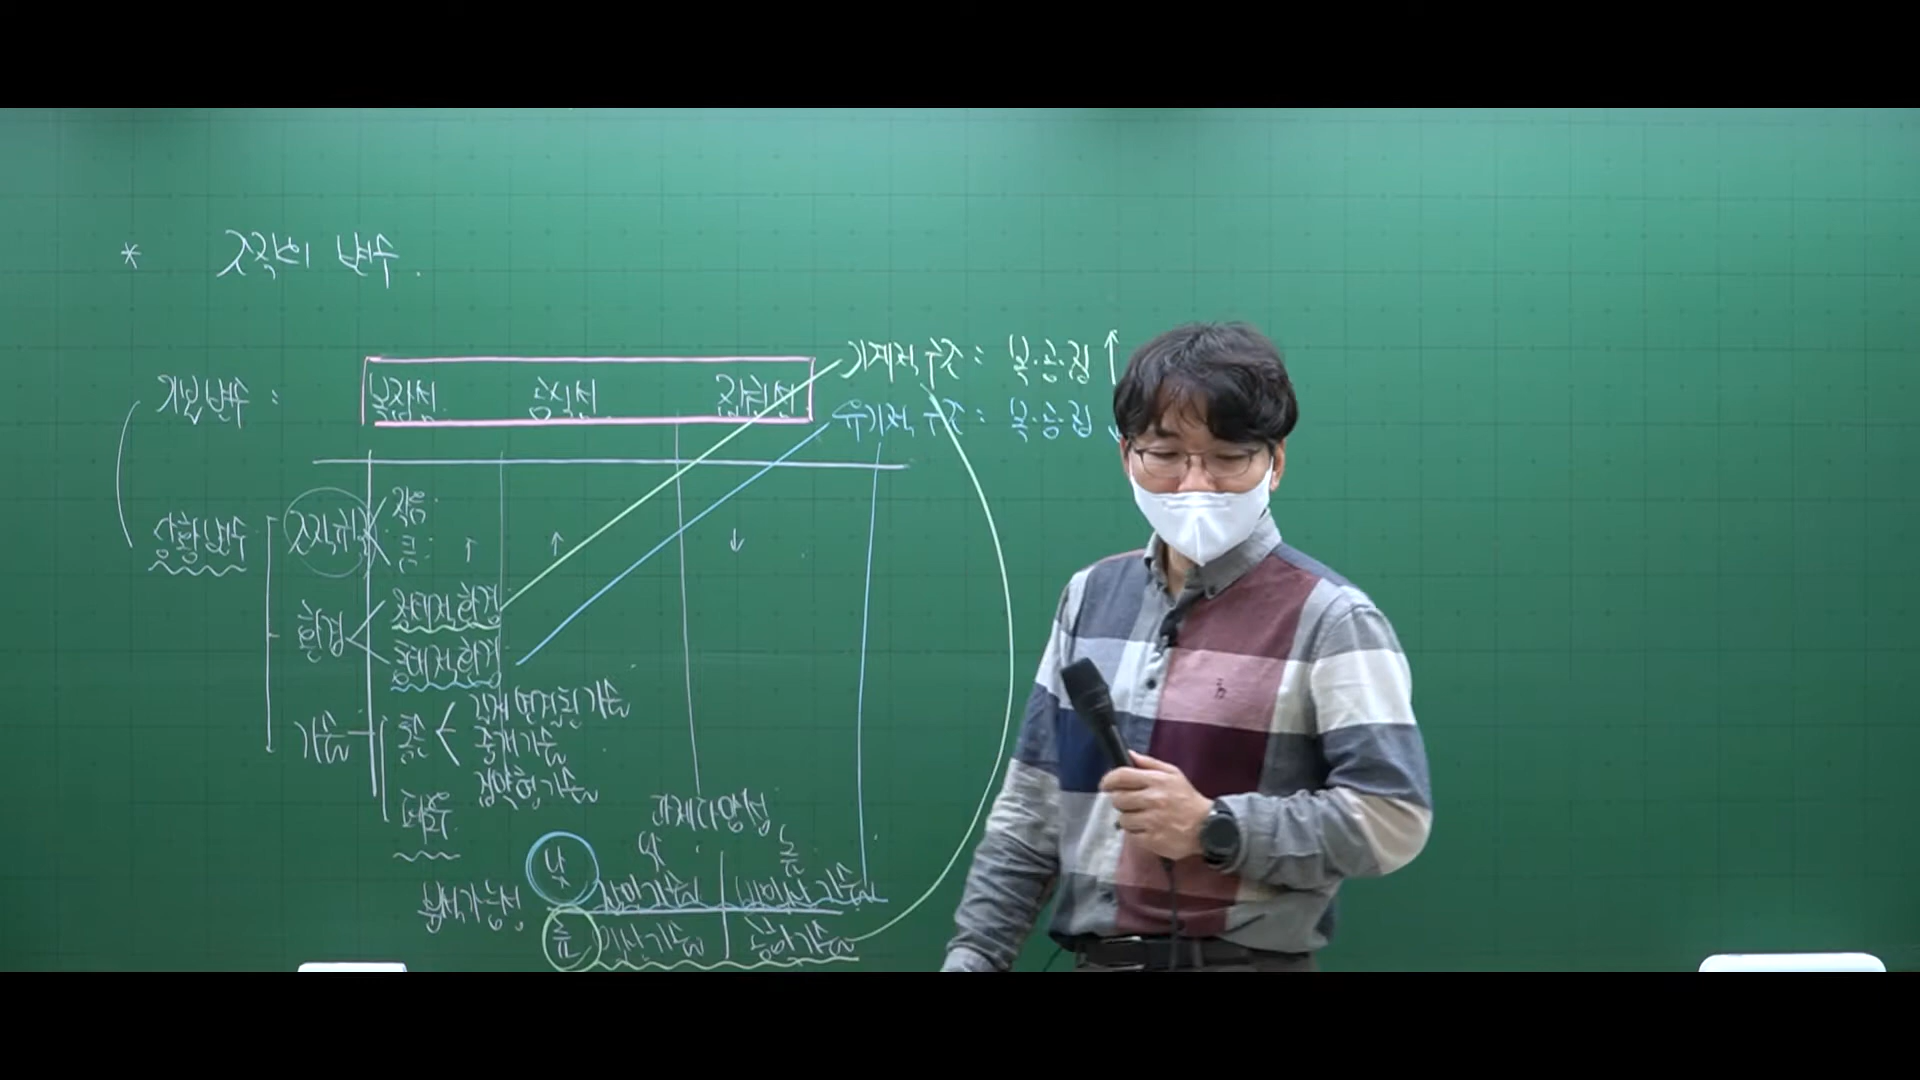 * 조직의 변수.
기본변수 : 복잡성 공식성 집권성
기계적 구조 : 복·공·집 ↑
유기적 구조 : 복·공·집 ↓
상황변수
조직규모 작음
큼 : ↑ ↑ ↓
환경 정태적 환경
동태적 환경
기술 톰슨 < 길게 연결된 기술
중개기술
집약형 기술
페로우
과제다양성
낮 높
분석가능성
낮 장인기술 비일상기술
높 일상기술 공학기술